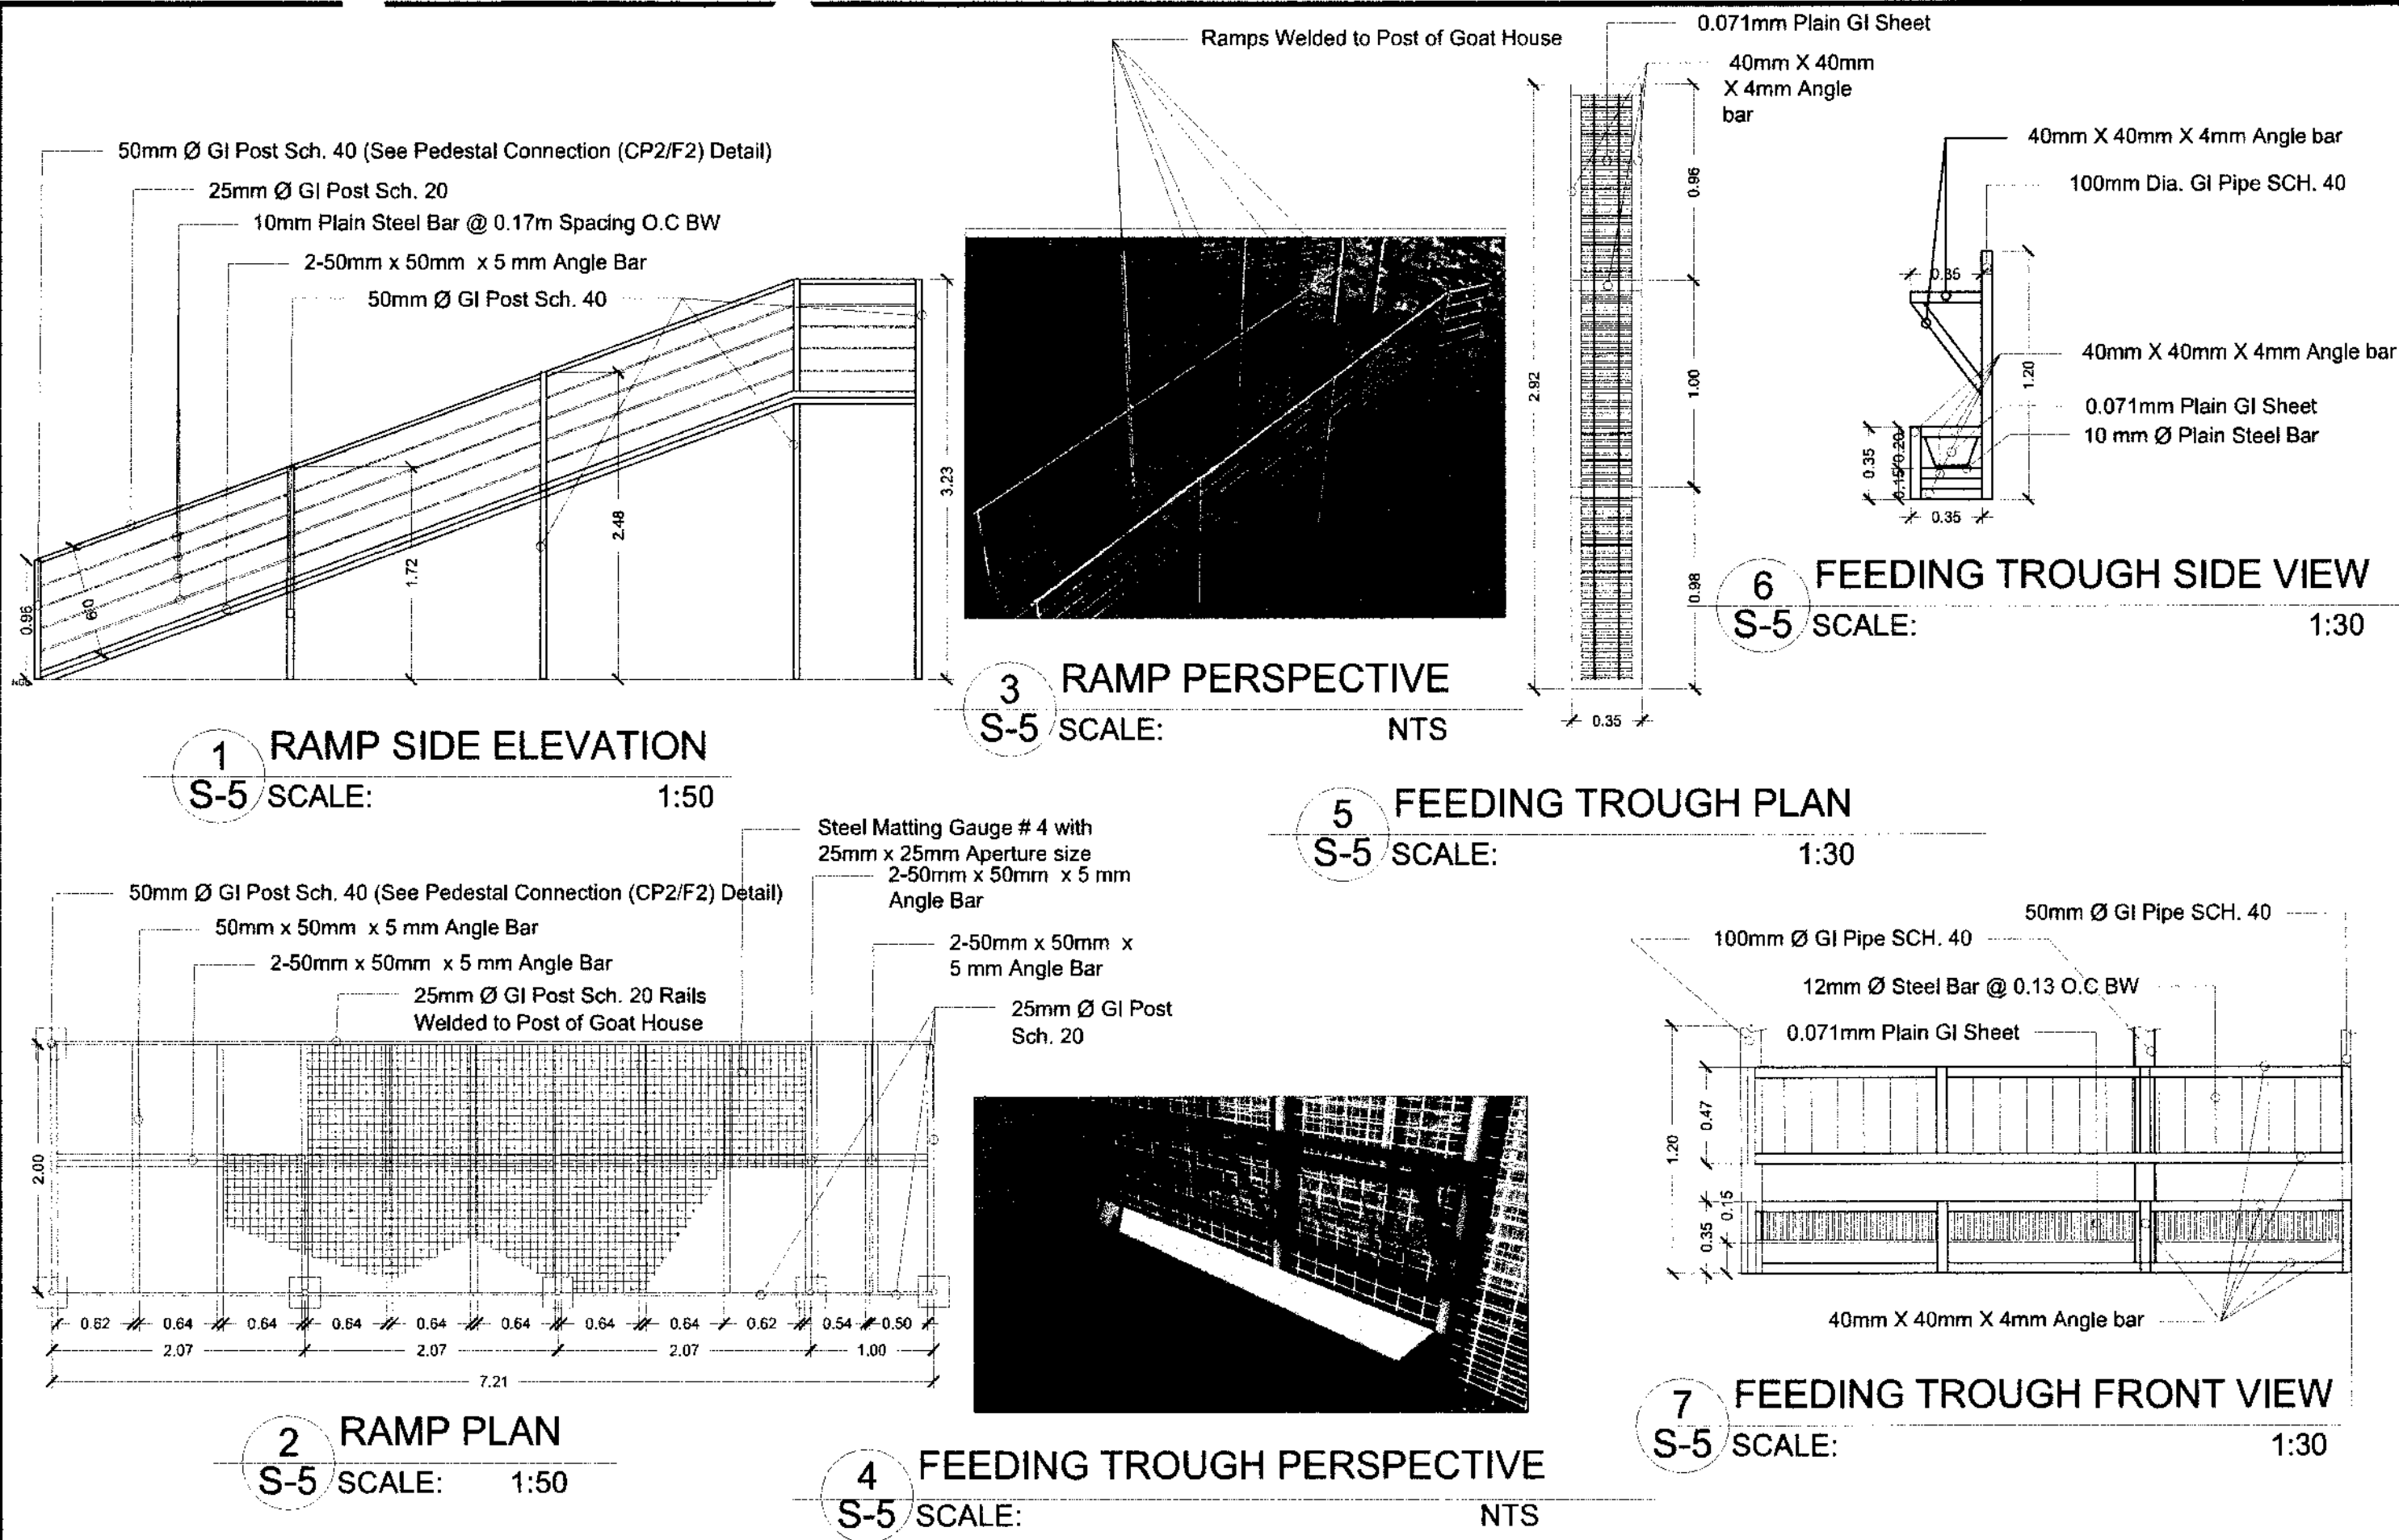 50mm Ø GI Post Sch. 40 (See Pedestal Connection (CP2/F2) Detail)
25mm Ø GI Post Sch. 20
10mm Plain Steel Bar @ 0.17m Spacing O.C BW
2-50mm x 50mm x 5 mm Angle Bar
50mm Ø GI Post Sch. 40
0.96
0.9
1.72
2.48
3.23
1
S-5
RAMP SIDE ELEVATION
SCALE: 1:50
Ramps Welded to Post of Goat House
3
S-5
RAMP PERSPECTIVE
SCALE: NTS
0.071mm Plain GI Sheet
40mm X 40mm
X 4mm Angle
bar
2.92
0.96
1.00
0.98
0.35
5
S-5
FEEDING TROUGH PLAN
SCALE: 1:30
40mm X 40mm X 4mm Angle bar
100mm Dia. GI Pipe SCH. 40
0.35
40mm X 40mm X 4mm Angle bar
1.20
0.071mm Plain GI Sheet
10 mm Ø Plain Steel Bar
0.35
0.15
0.20
0.35
6
S-5
FEEDING TROUGH SIDE VIEW
SCALE: 1:30
Steel Matting Gauge # 4 with
25mm x 25mm Aperture size
2-50mm x 50mm x 5 mm
Angle Bar
50mm Ø GI Post Sch. 40 (See Pedestal Connection (CP2/F2) Detail)
50mm x 50mm x 5 mm Angle Bar
2-50mm x 50mm x 5 mm Angle Bar
25mm Ø GI Post Sch. 20 Rails
Welded to Post of Goat House
2-50mm x 50mm x
5 mm Angle Bar
25mm Ø GI Post
Sch. 20
2.00
0.62 0.64 0.64 0.64 0.64 0.64 0.64 0.64 0.62 0.54 0.50
2.07 2.07 2.07 1.00
7.21
2
S-5
RAMP PLAN
SCALE: 1:50
4
S-5
FEEDING TROUGH PERSPECTIVE
SCALE: NTS
50mm Ø GI Pipe SCH. 40
100mm Ø GI Pipe SCH. 40
12mm Ø Steel Bar @ 0.13 O.C BW
0.071mm Plain GI Sheet
1.20
0.47
0.15
0.35
40mm X 40mm X 4mm Angle bar
7
S-5
FEEDING TROUGH FRONT VIEW
SCALE: 1:30